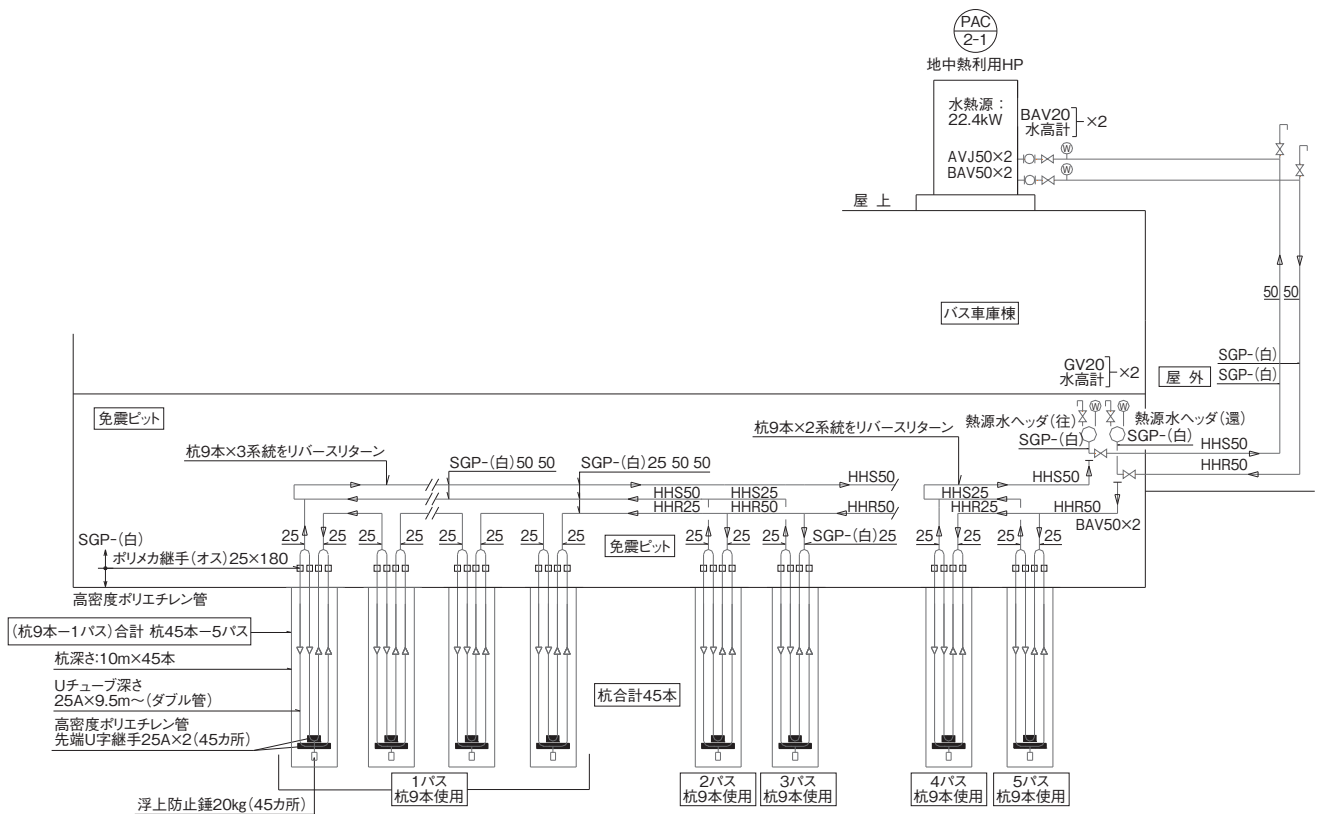 PAC
2-1
地中熱利用HP
水熱源：
22.4kW
BAV20
水高計
×2
AVJ50×2
BAV50×2
W
W
屋 上
バス車庫棟
50 50
SGP-(白)
SGP-(白)
屋 外
GV20
水高計
×2
W W
熱源水ヘッダ(往)
熱源水ヘッダ(還)
SGP-(白)
SGP-(白)
HHS50
HHR50
免震ピット
杭9本×3系統をリバースリターン
杭9本×2系統をリバースリターン
SGP-(白)50 50
SGP-(白)25 50 50
HHS50
HHS50
HHS50 HHS25
HHS25
HHR25 HHR50
HHR50
HHR25
HHR50
BAV50×2
25 25 25 25 25 25 25 25 25 25 25 25 25
SGP-(白)25
25 25 25 25
免震ピット
SGP-(白)
ポリメカ継手(オス)25×180
高密度ポリエチレン管
(杭9本ー1パス)合計 杭45本ー5パス
杭深さ:10m×45本
Uチューブ深さ
25A×9.5m〜(ダブル管)
杭合計45本
高密度ポリエチレン管
先端U字継手25A×2(45カ所)
浮上防止錘20kg(45カ所)
1パス
杭9本使用
2パス
杭9本使用
3パス
杭9本使用
4パス
杭9本使用
5パス
杭9本使用